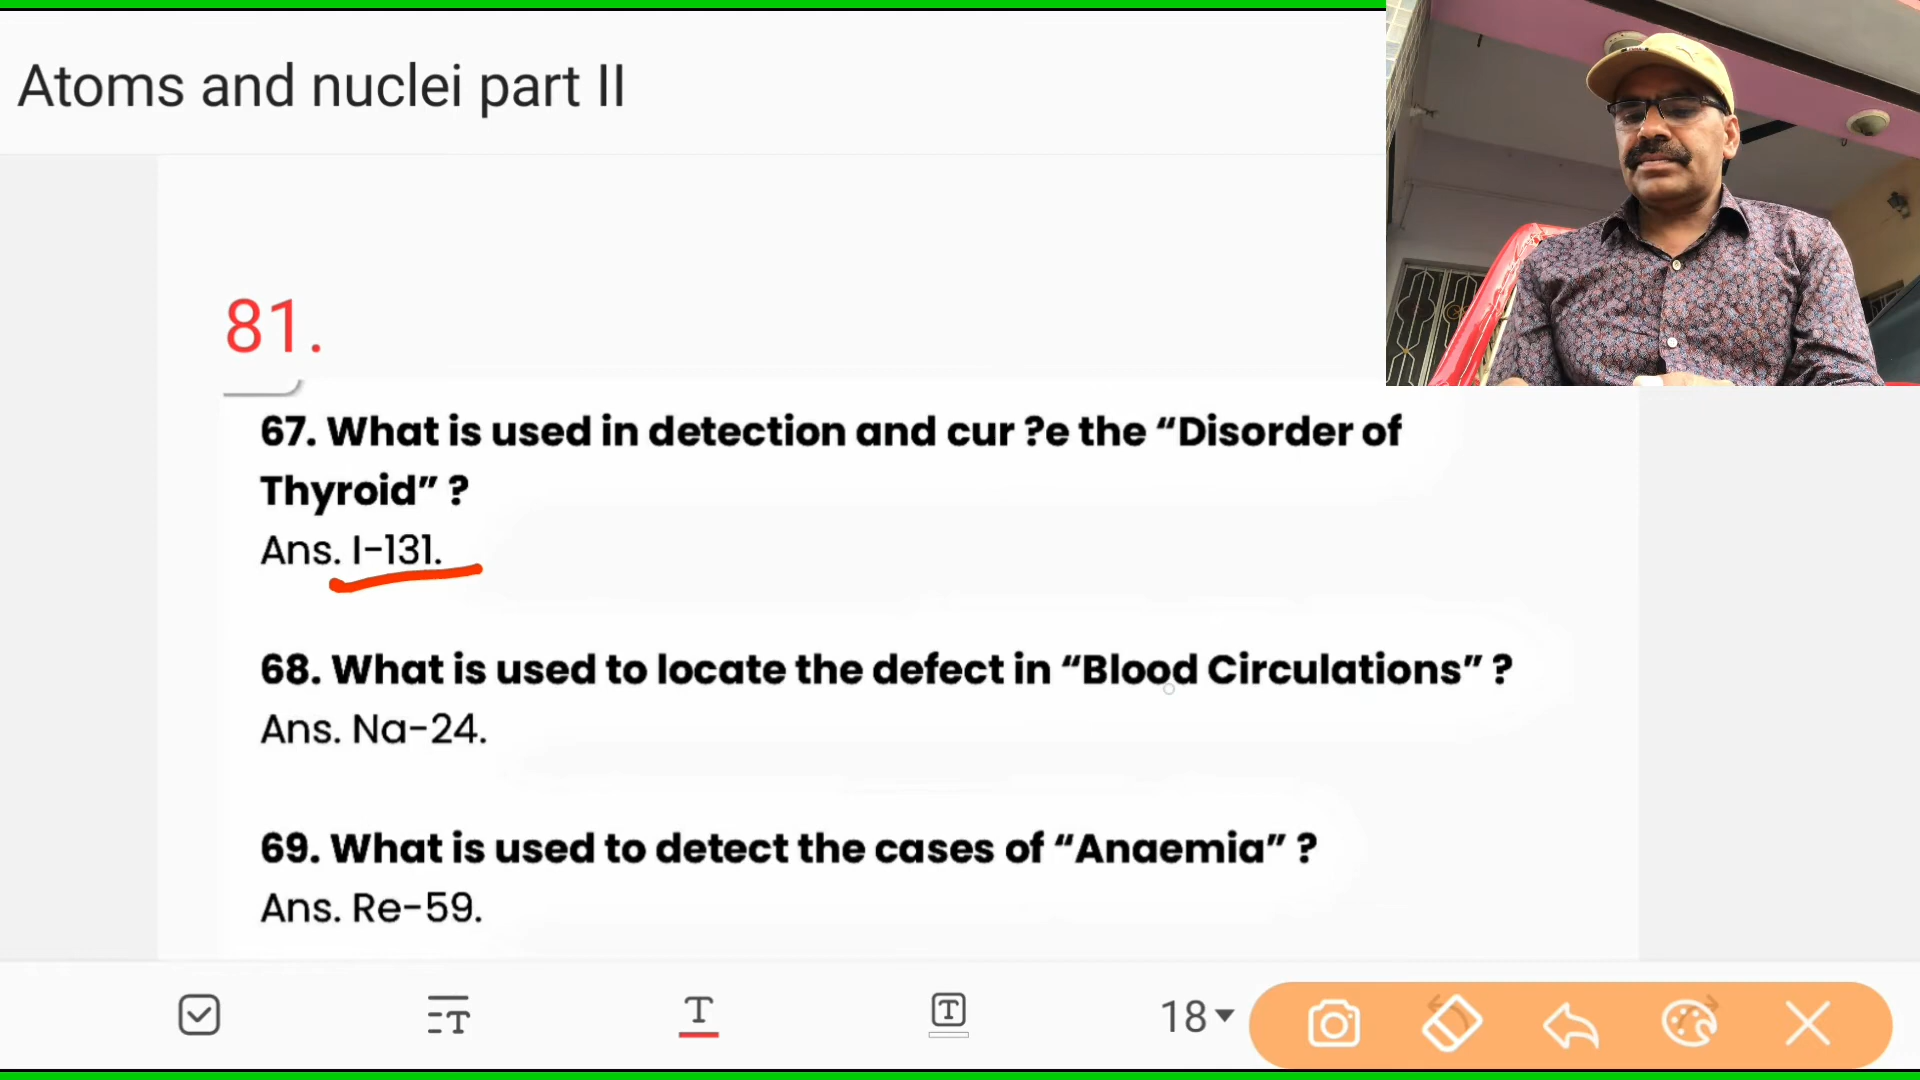 Atoms and nuclei part II
81.
67. What is used in detection and cur ?e the “Disorder of
Thyroid” ?
Ans. I-131.
68. What is used to locate the defect in “Blood Circulations” ?
Ans. Na-24.
69. What is used to detect the cases of “Anaemia” ?
Ans. Re-59.
18